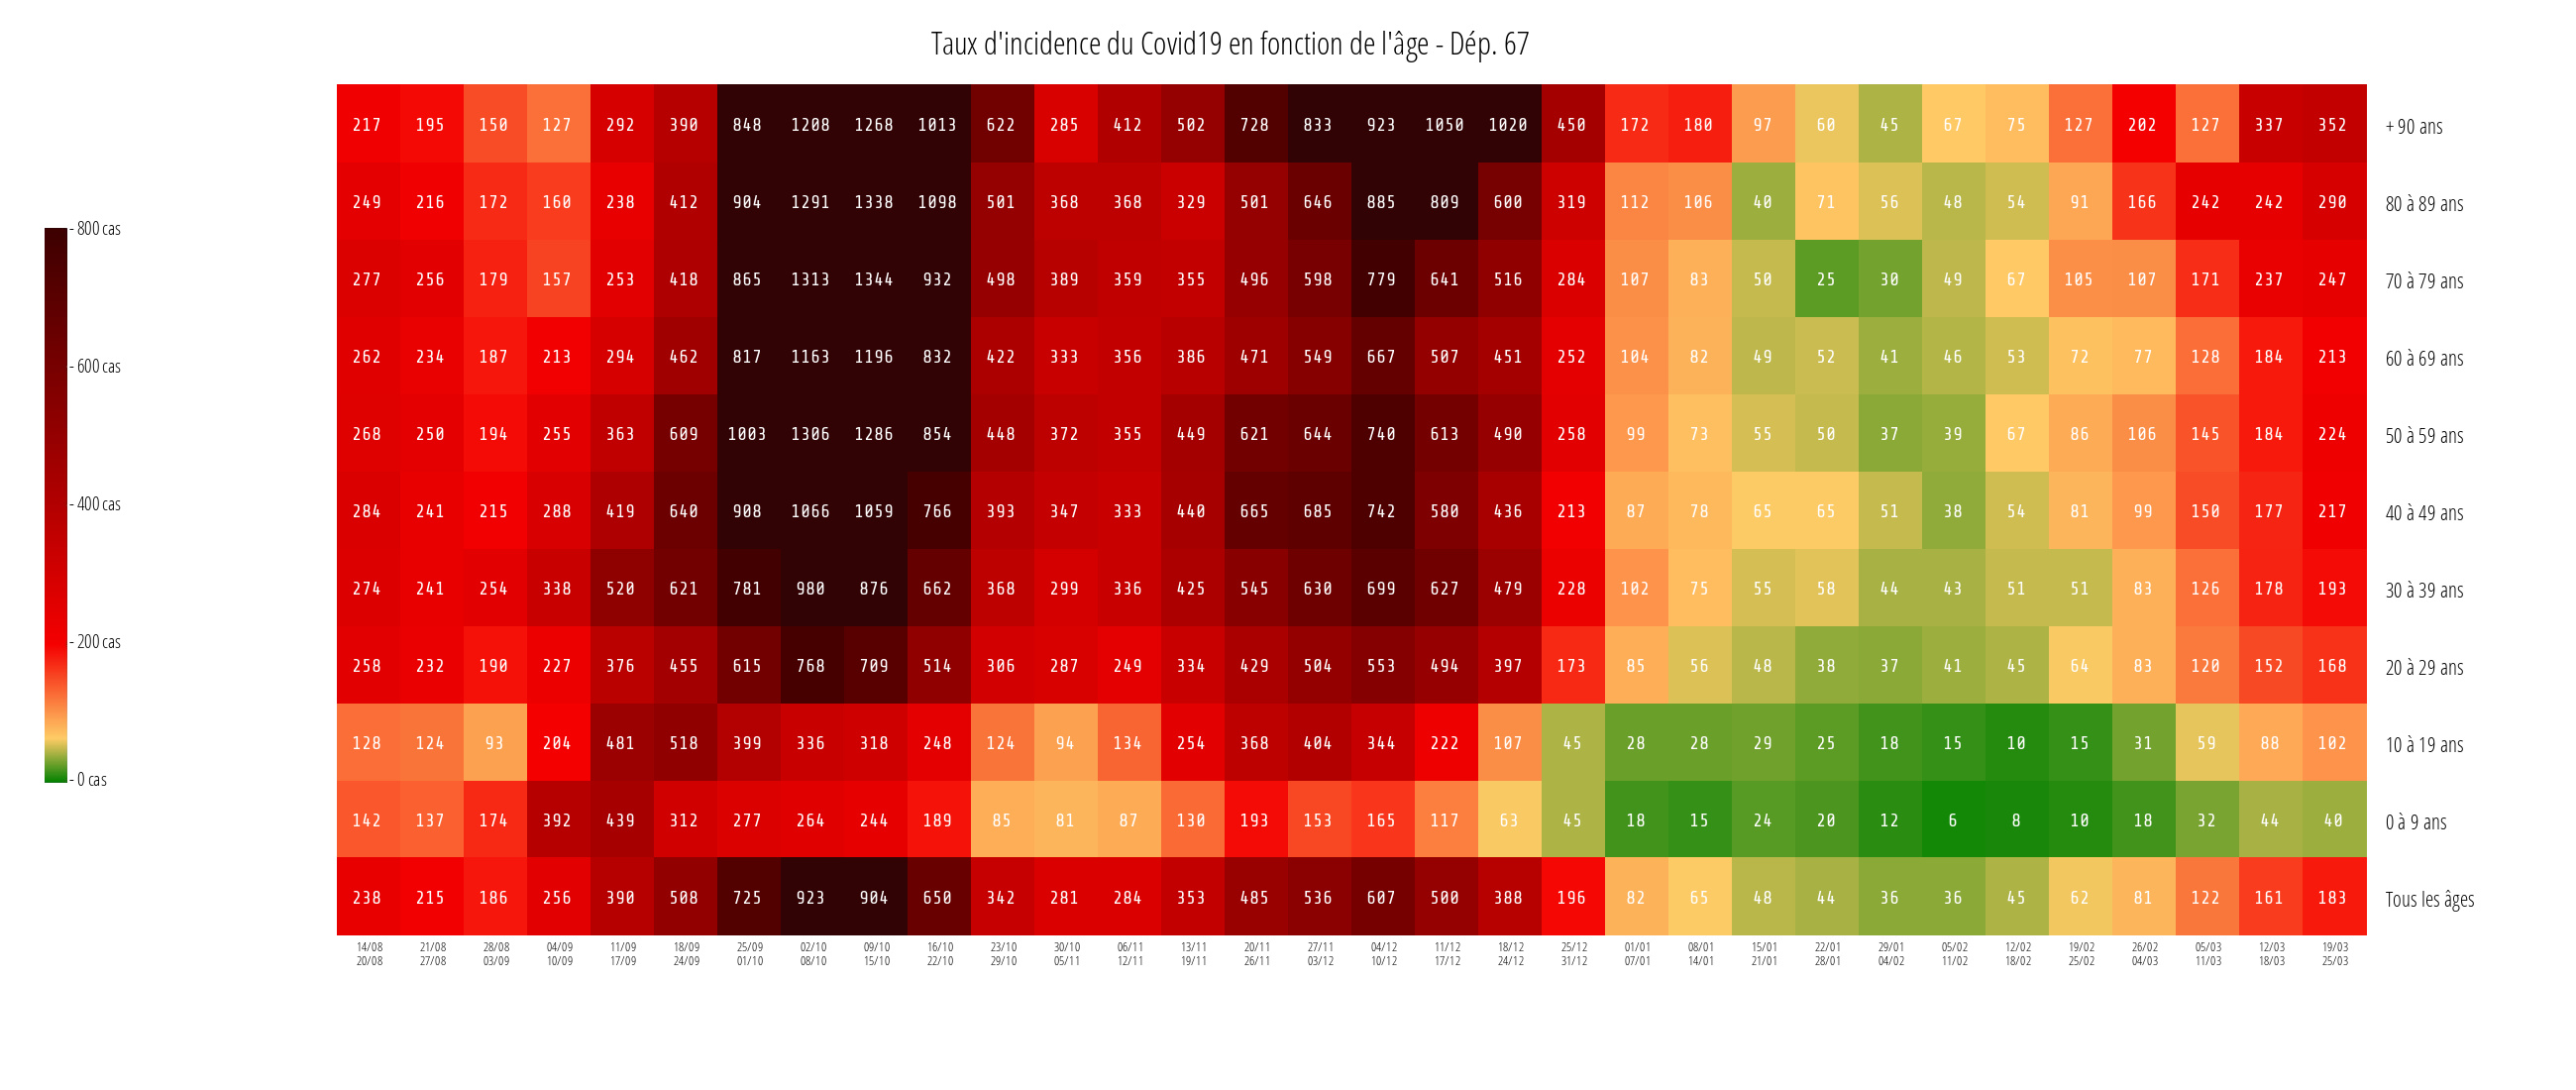 Taux d'incidence du Covid19 en fonction de l'âge - Dép. 67
- 800 cas
- 600 cas
- 400 cas
- 200 cas
- 0 cas
217 195 150 127 292 390 848 1208 1268 1013 622 285 412 502 728 833 923 1050 1020 450 172 180 97 60 45 67 75 127 202 127 337 352 + 90 ans
249 216 172 160 238 412 904 1291 1338 1098 501 368 368 329 501 646 885 809 600 319 112 106 40 71 56 48 54 91 166 242 242 290 80 à 89 ans
277 256 179 157 253 418 865 1313 1344 932 498 389 359 355 496 598 779 641 516 284 107 83 50 25 30 49 67 105 107 171 237 247 70 à 79 ans
262 234 187 213 294 462 817 1163 1196 832 422 333 356 386 471 549 667 507 451 252 104 82 49 52 41 46 53 72 77 128 184 213 60 à 69 ans
268 250 194 255 363 609 1003 1306 1286 854 448 372 355 449 621 644 740 613 490 258 99 73 55 50 37 39 67 86 106 145 184 224 50 à 59 ans
284 241 215 288 419 640 908 1066 1059 766 393 347 333 440 665 685 742 580 436 213 87 78 65 65 51 38 54 81 99 150 177 217 40 à 49 ans
274 241 254 338 520 621 781 980 876 662 368 299 336 425 545 630 699 627 479 228 102 75 55 58 44 43 51 51 83 126 178 193 30 à 39 ans
258 232 190 227 376 455 615 768 709 514 306 287 249 334 429 504 553 494 397 173 85 56 48 38 37 41 45 64 83 120 152 168 20 à 29 ans
128 124 93 204 481 518 399 336 318 248 124 94 134 254 368 404 344 222 107 45 28 28 29 25 18 15 10 15 31 59 88 102 10 à 19 ans
142 137 174 392 439 312 277 264 244 189 85 81 87 130 193 153 165 117 63 45 18 15 24 20 12 6 8 10 18 32 44 40 0 à 9 ans
238 215 186 256 390 508 725 923 904 650 342 281 284 353 485 536 607 500 388 196 82 65 48 44 36 36 45 62 81 122 161 183 Tous les âges
14/08 21/08 28/08 04/09 11/09 18/09 25/09 02/10 09/10 16/10 23/10 30/10 06/11 13/11 20/11 27/11 04/12 11/12 18/12 25/12 01/01 08/01 15/01 22/01 29/01 05/02 12/02 19/02 26/02 05/03 12/03 19/03
20/08 27/08 03/09 10/09 17/09 24/09 01/10 08/10 15/10 22/10 29/10 05/11 12/11 19/11 26/11 03/12 10/12 17/12 24/12 31/12 07/01 14/01 21/01 28/01 04/02 11/02 18/02 25/02 04/03 11/03 18/03 25/03